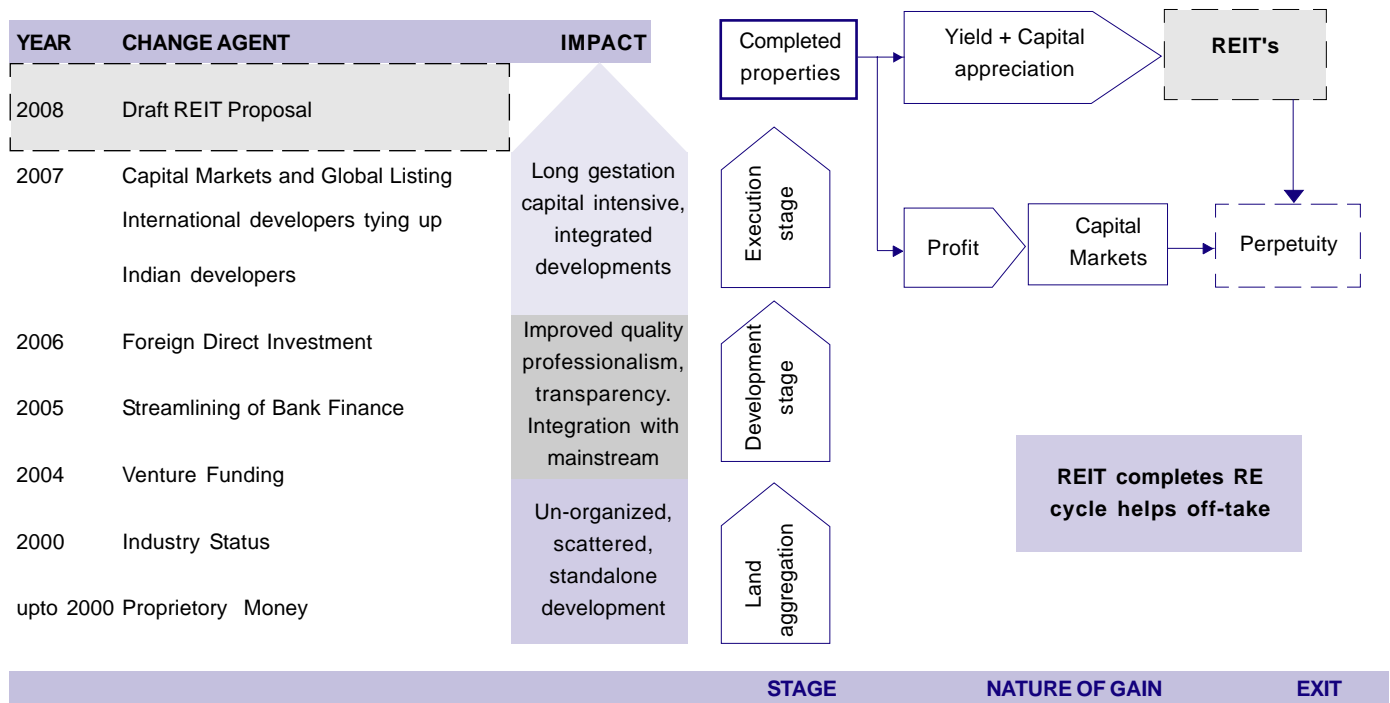 YEAR CHANGE AGENT IMPACT
2008 Draft REIT Proposal
2007 Capital Markets and Global Listing
International developers tying up
Indian developers
2006 Foreign Direct Investment
2005 Streamlining of Bank Finance
2004 Venture Funding
2000 Industry Status
upto 2000 Proprietory Money
Long gestation
capital intensive,
integrated
developments
Improved quality
professionalism,
transparency.
Integration with
mainstream
Un-organized,
scattered,
standalone
development
Completed
properties
Execution
stage
Development
stage
Land
aggregation
Yield + Capital
appreciation
REIT's
Profit
Capital
Markets
Perpetuity
REIT completes RE
cycle helps off-take
STAGE NATURE OF GAIN EXIT